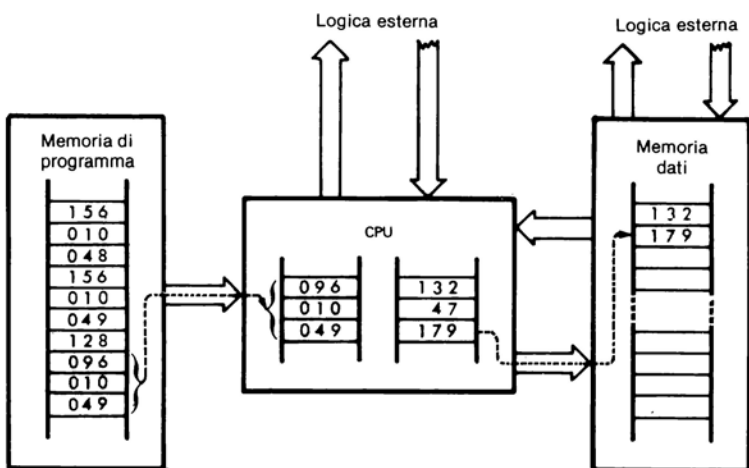 Logica esterna
Logica esterna
Memoria di
programma
156
010
048
156
010
049
128
096
010
049
CPU
096
010
049
132
47
179
Memoria
dati
132
179